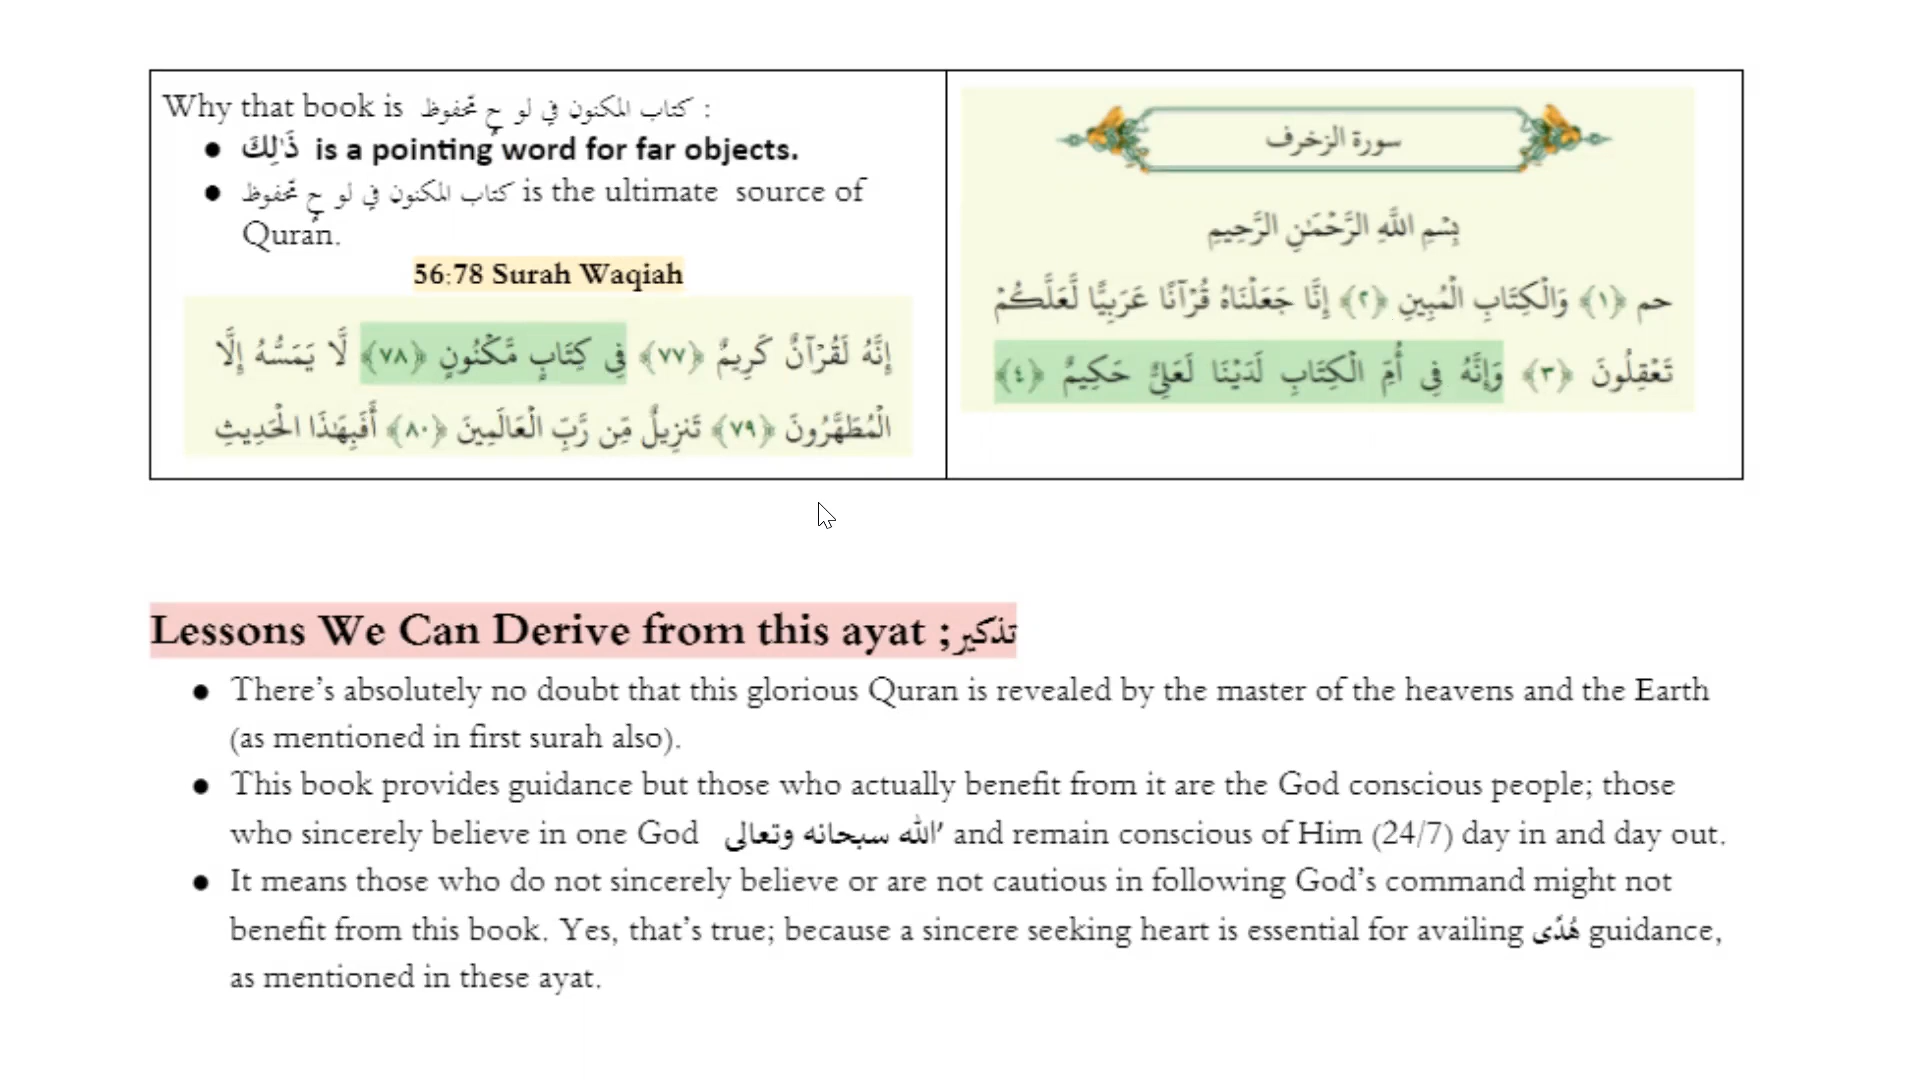 Why that book is كتاب المكنون في لو حٍ محّفوظ :
● ذَٰلِكَ is a pointing word for far objects.
● كتاب المكنون في لو حٍ محّفوظ is the ultimate source of
Quran.
56:78 Surah Waqiah
إِنَّهُ لَقُرْآنٌ كَرِيمٌ ﴿٧٧﴾ فِي كِتَابٍ مَّكْنُونٍ ﴿٧٨﴾ لَّا يَمَسُّهُ إِلَّا
الْمُطَهَّرُونَ ﴿٧٩﴾ تَنزِيلٌ مِّن رَّبِّ الْعَالَمِينَ ﴿٨٠﴾ أَفَبِهَٰذَا الْحَدِيثِ
سورة الزخرف
بِسْمِ اللَّهِ الرَّحْمَٰنِ الرَّحِيمِ
حم ﴿١﴾ وَالْكِتَابِ الْمُبِينِ ﴿٢﴾ إِنَّا جَعَلْنَاهُ قُرْآنًا عَرَبِيًّا لَّعَلَّكُمْ
تَعْقِلُونَ ﴿٣﴾ وَإِنَّهُ فِي أُمِّ الْكِتَابِ لَدَيْنَا لَعَلِيٌّ حَكِيمٌ ﴿٤﴾
Lessons We Can Derive from this ayat ;تذكير
● There’s absolutely no doubt that this glorious Quran is revealed by the master of the heavens and the Earth
(as mentioned in first surah also).
● This book provides guidance but those who actually benefit from it are the God conscious people; those
who sincerely believe in one God الله سبحانه وتعالى’ and remain conscious of Him (24/7) day in and day out.
● It means those who do not sincerely believe or are not cautious in following God’s command might not
benefit from this book. Yes, that’s true; because a sincere seeking heart is essential for availing هُدًى guidance,
as mentioned in these ayat.